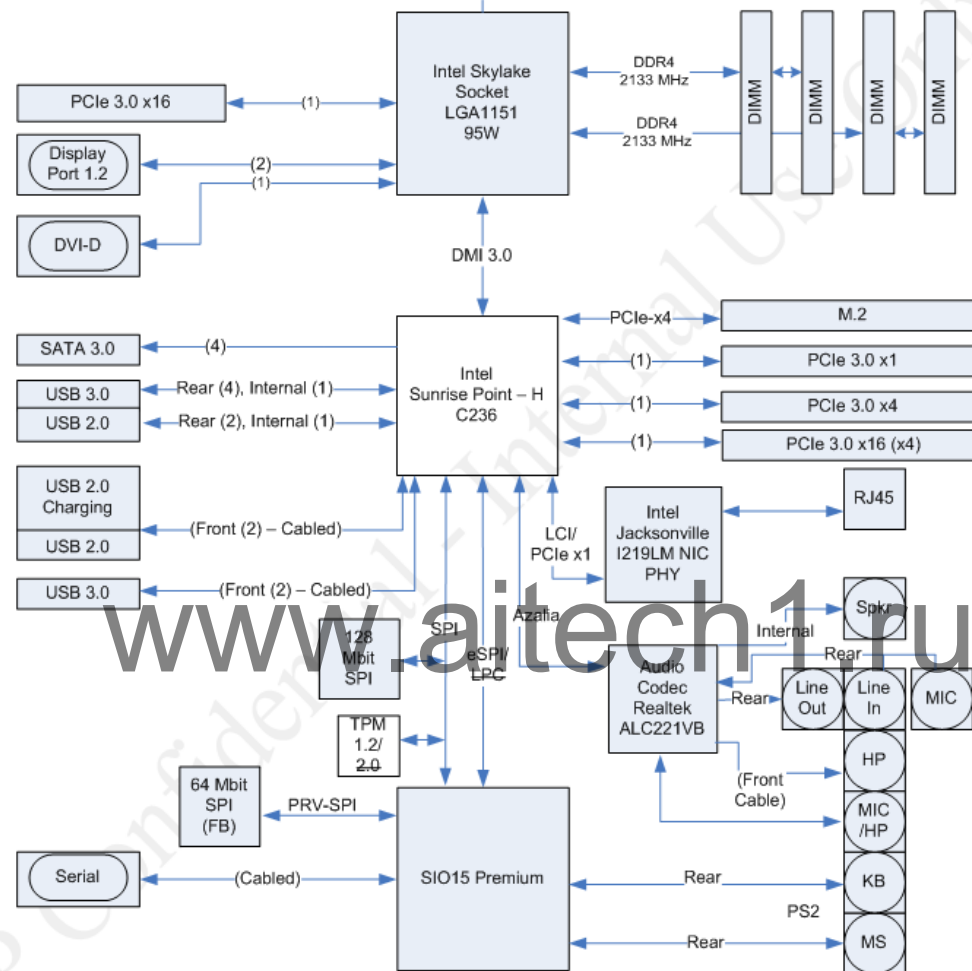 Intel Skylake
Socket
LGA1151
95W
DDR4
2133 MHz
DDR4
2133 MHz
DIMM
DIMM
DIMM
DIMM
PCIe 3.0 x16
(1)
Display
Port 1.2
(2)
(1)
DVI-D
DMI 3.0
SATA 3.0
(4)
USB 3.0
Rear (4), Internal (1)
USB 2.0
Rear (2), Internal (1)
Intel
Sunrise Point – H
C236
PCIe-x4
M.2
(1)
PCIe 3.0 x1
(1)
PCIe 3.0 x4
(1)
PCIe 3.0 x16 (x4)
USB 2.0
Charging
USB 2.0
(Front (2) – Cabled)
USB 3.0
(Front (2) – Cabled)
LCI/
PCIe x1
Intel
Jacksonville
I219LM NIC
PHY
RJ45
128
Mbit
SPI
SPI
eSPI/
LPC
Azalia
Audio
Codec
Realtek
ALC221VB
Internal
Spkr
Rear
Rear
Line
Out
Line
In
MIC
TPM
1.2/
2.0
(Front
Cable)
HP
MIC
/HP
64 Mbit
SPI
(FB)
PRV-SPI
Serial
(Cabled)
SIO15 Premium
Rear
KB
PS2
Rear
MS
www.aitech1.ru
Confidential - Internal Use Only